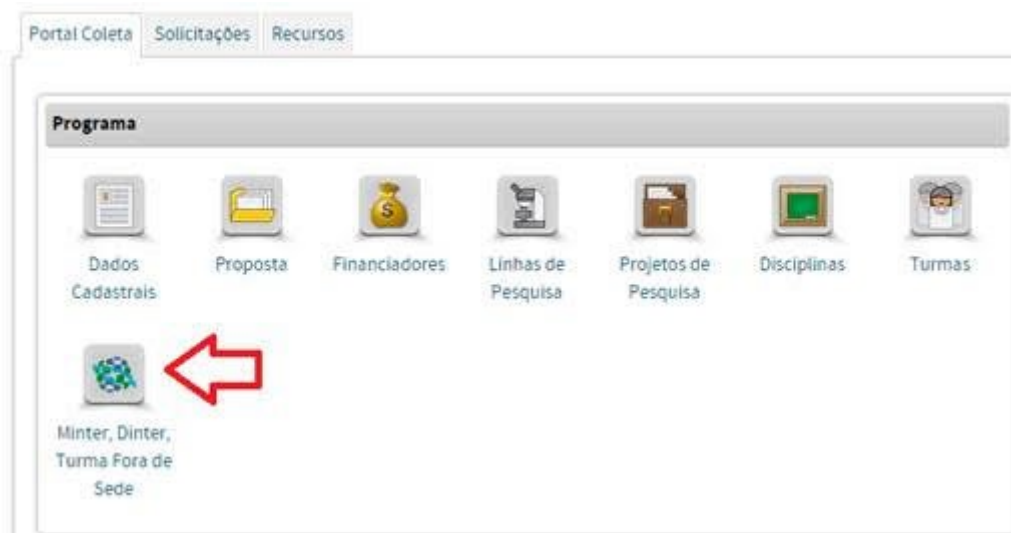 Portal Coleta Solicitações Recursos
Programa
Dados Cadastrais
Proposta
Financiadores
Linhas de Pesquisa
Projetos de Pesquisa
Disciplinas
Turmas
Minter, Dinter,
Turma Fora de
Sede